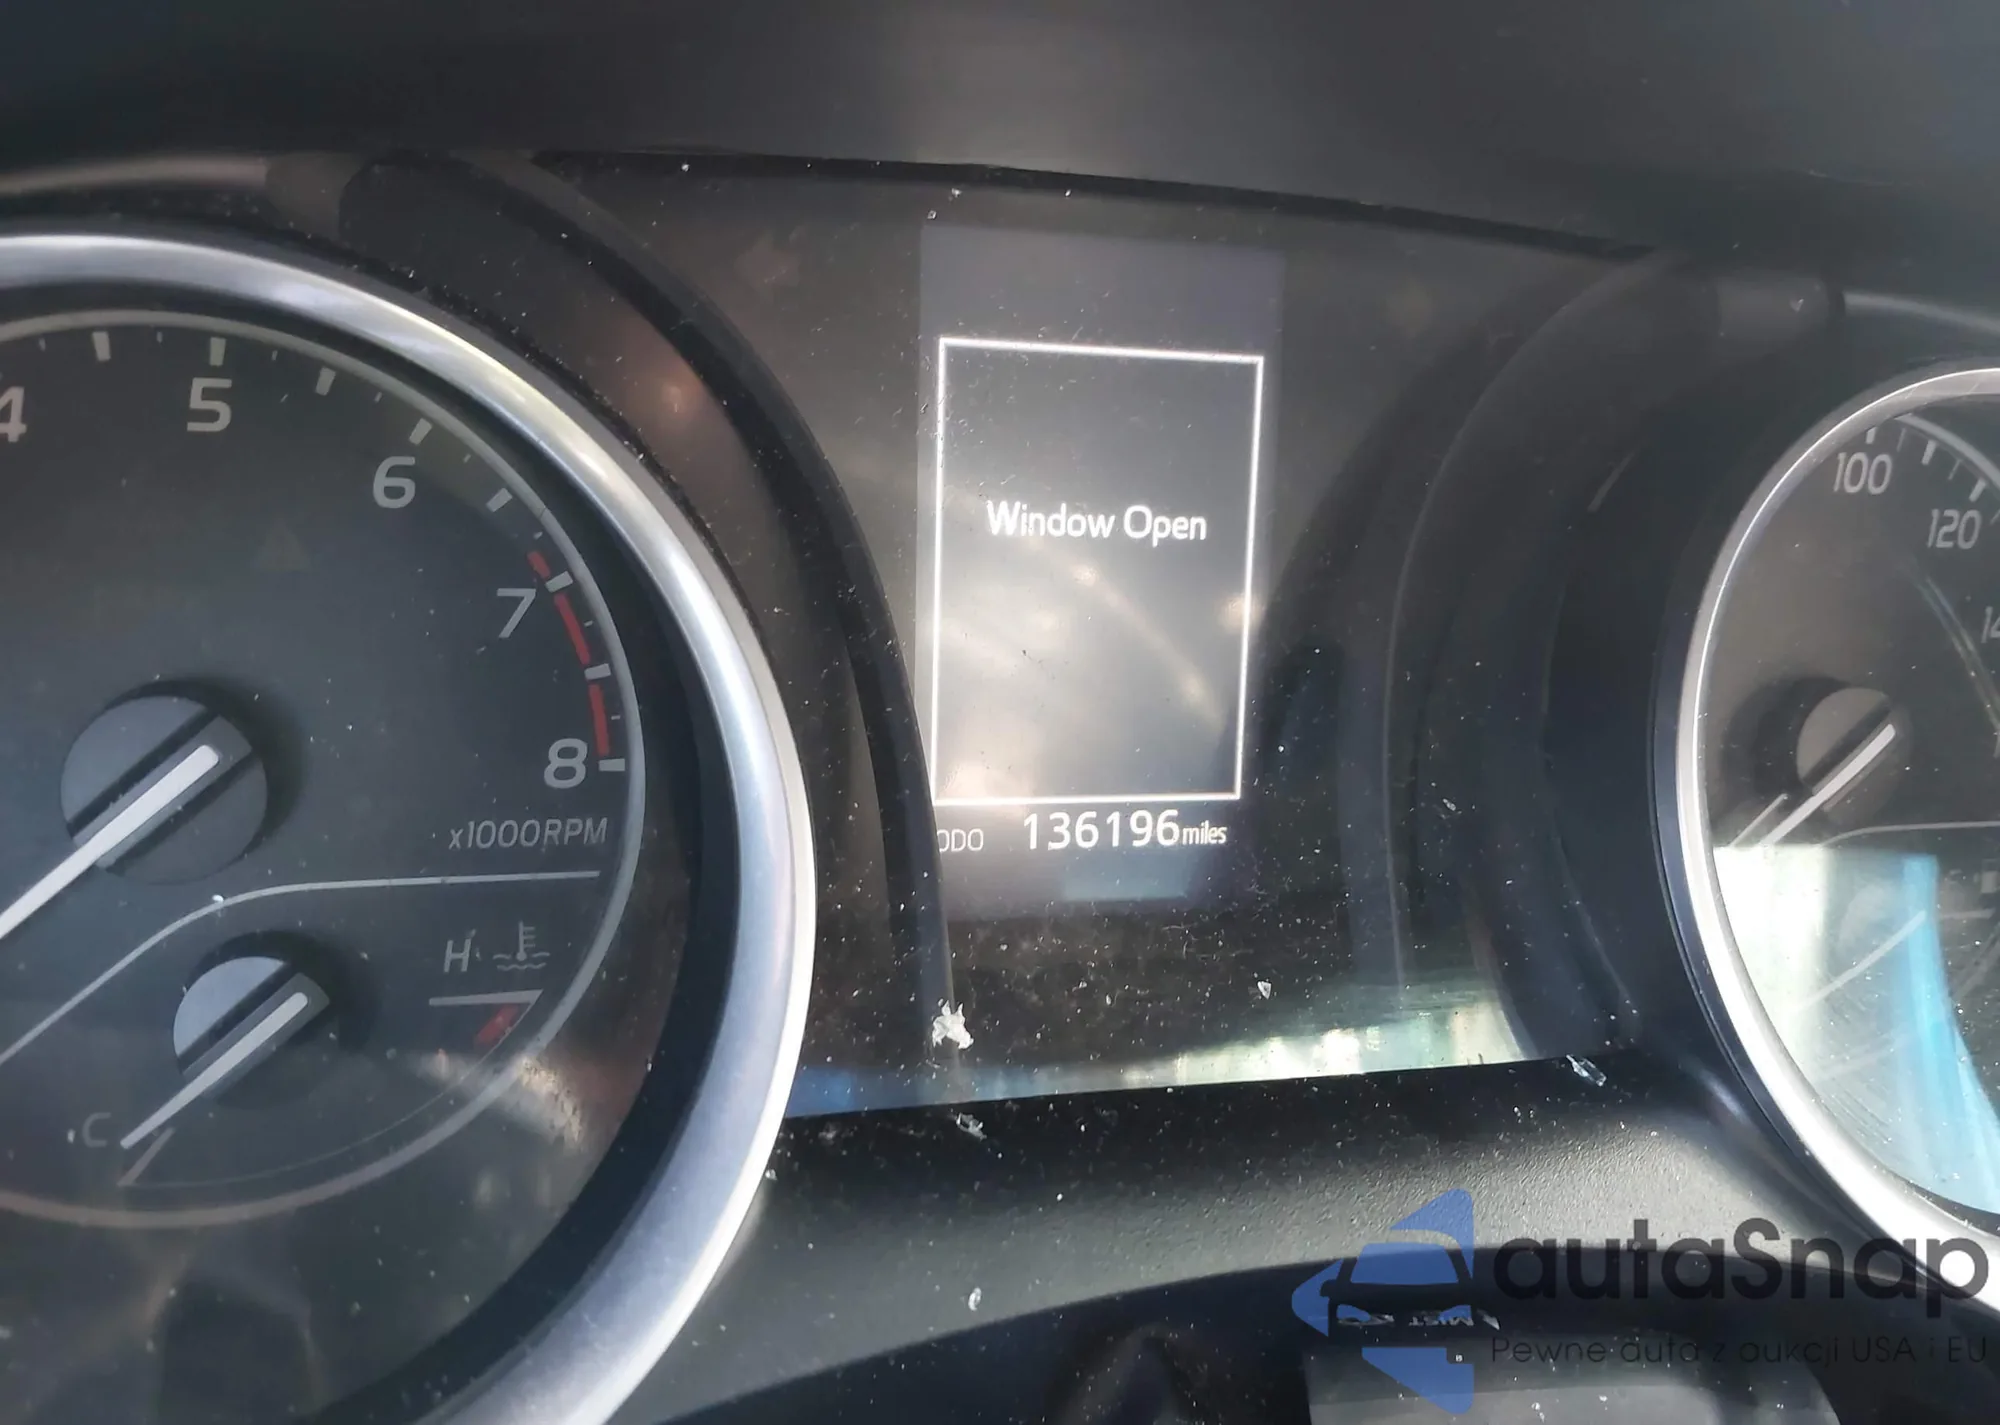 4
5
6
7
8
x1000RPM
H
C
Window Open
ODO 136196 miles
100
120
MIST
autaSnap
Pewne auta z aukcji USA i EU